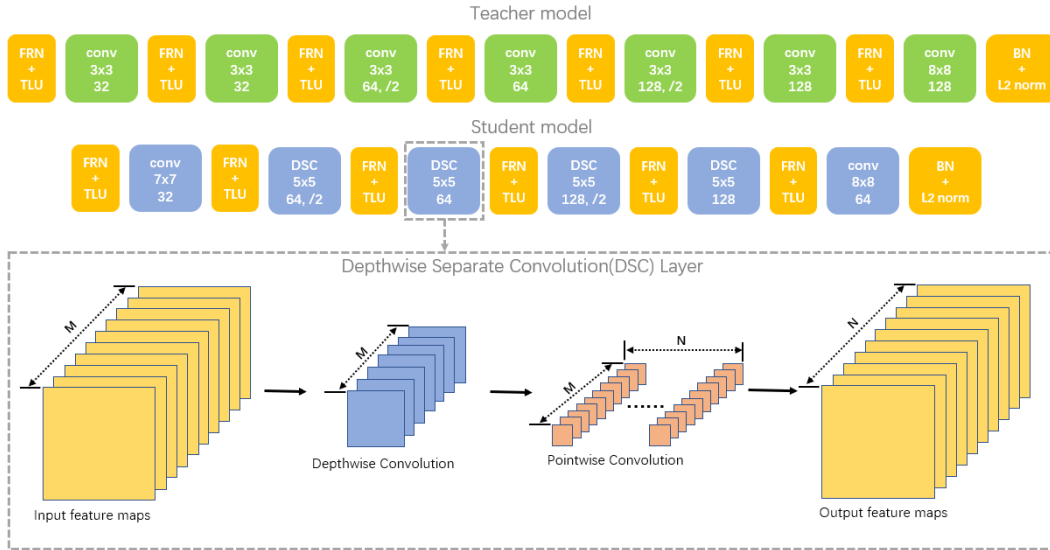 Teacher model
FRN
+
TLU
conv
3x3
32
FRN
+
TLU
conv
3x3
32
FRN
+
TLU
conv
3x3
64, /2
FRN
+
TLU
conv
3x3
64
FRN
+
TLU
conv
3x3
128, /2
FRN
+
TLU
conv
3x3
128
FRN
+
TLU
conv
8x8
128
BN
+
L2 norm
Student model
FRN
+
TLU
conv
7x7
32
FRN
+
TLU
DSC
5x5
64, /2
FRN
+
TLU
DSC
5x5
64
FRN
+
TLU
DSC
5x5
128, /2
FRN
+
TLU
DSC
5x5
128
FRN
+
TLU
conv
8x8
64
BN
+
L2 norm
Depthwise Separate Convolution(DSC) Layer
M
M
M
N
N
......
Input feature maps
Depthwise Convolution
Pointwise Convolution
Output feature maps